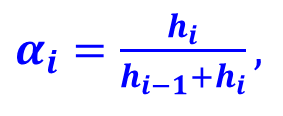 αᵢ = hᵢ / (hᵢ₋₁+hᵢ),